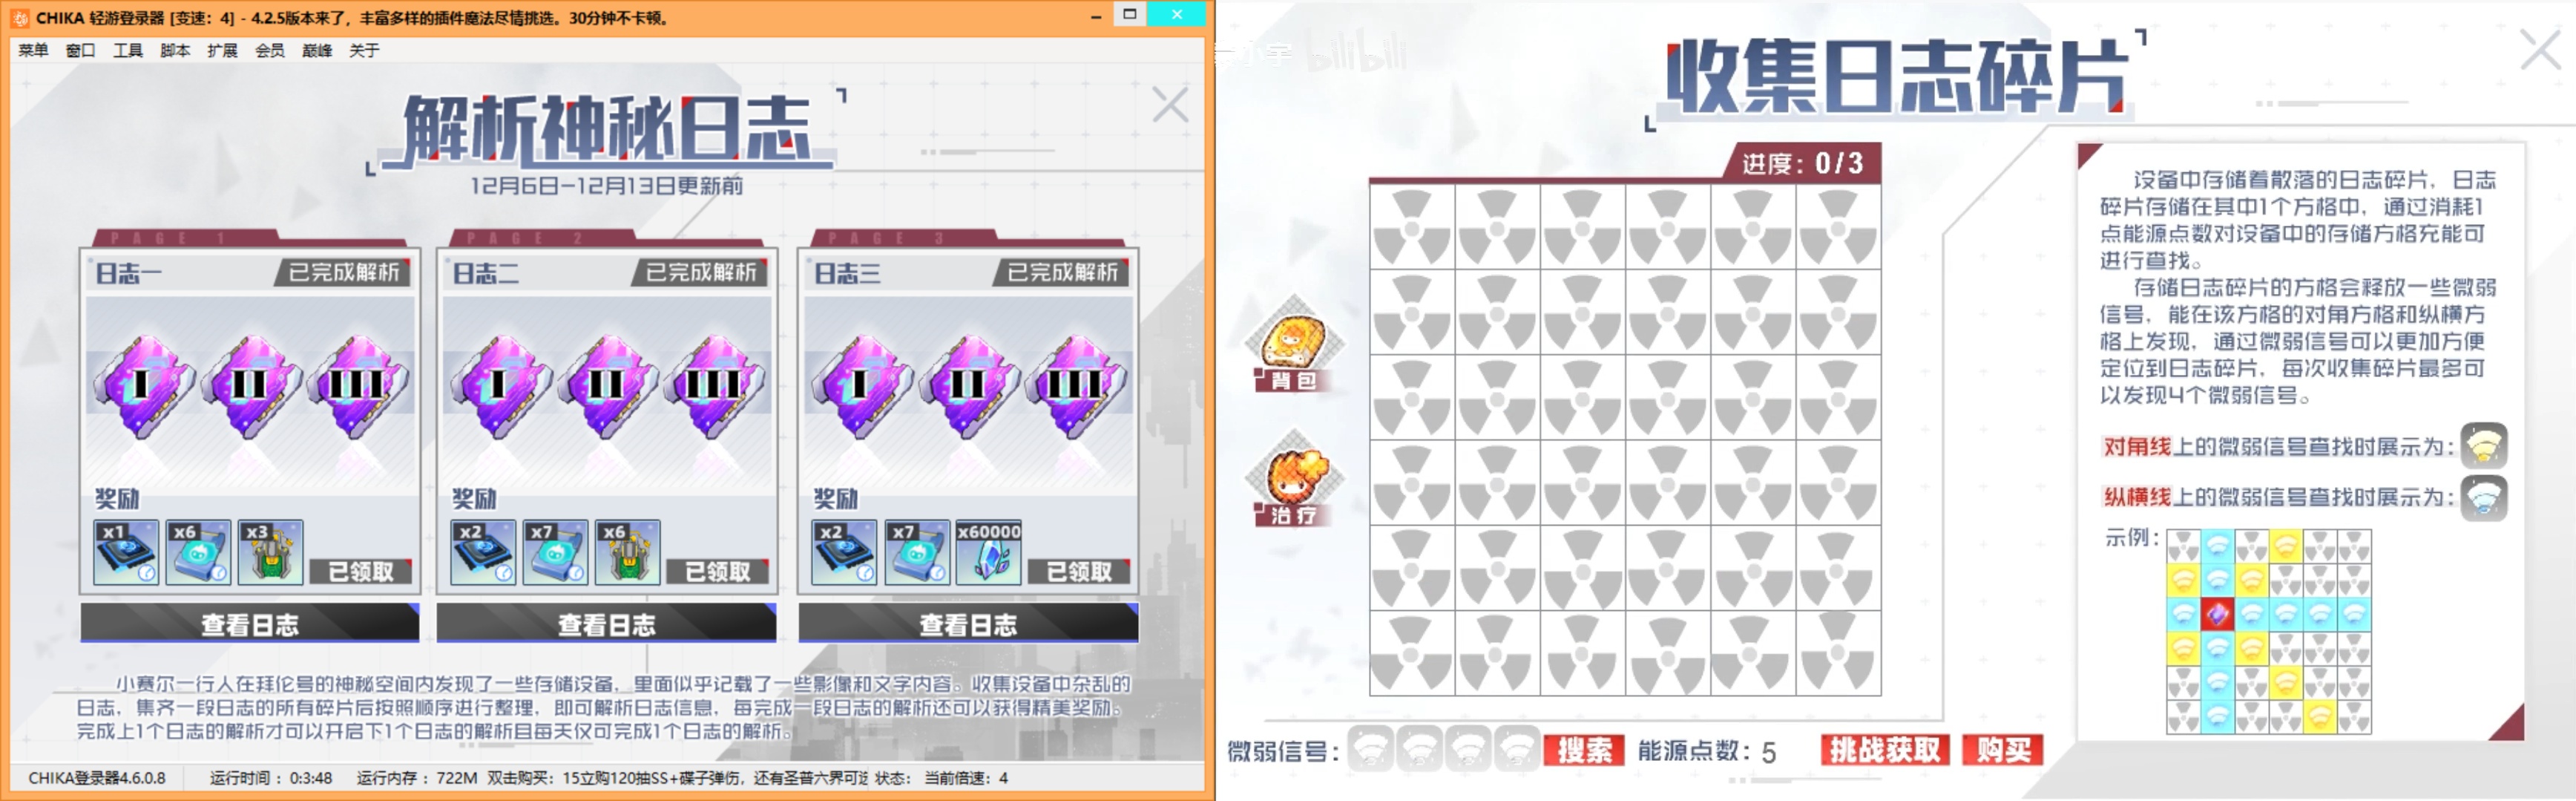 CHIKA 轻游登录器 [变速：4] - 4.2.5版本来了，丰富多样的插件魔法尽情挑选。30分钟不卡顿。
菜单 窗口 工具 脚本 扩展 会员 巅峰 关于
解析神秘日志
12月6日-12月13日更新前
PAGE 1
日志一
已完成解析
I II III
奖励
x1 x6 x3
已领取
查看日志
PAGE 2
日志二
已完成解析
I II III
奖励
x2 x7 x6
已领取
查看日志
PAGE 3
日志三
已完成解析
I II III
奖励
x2 x7 x60000
已领取
查看日志
小赛尔一行人在拜伦号的神秘空间内发现了一些存储设备，里面似乎记载了一些影像和文字内容。收集设备中杂乱的
日志，集齐一段日志的所有碎片后按照顺序进行整理，即可解析日志信息，每完成一段日志的解析还可以获得精美奖励。
完成上1个日志的解析才可以开启下1个日志的解析且每天仅可完成1个日志的解析。
CHIKA登录器4.6.0.8 运行时间：0:3:48 运行内存：722M 双击购买：15立购120抽SS+碟子弹伤，还有圣普六界可 状态： 当前倍速：4
bilibili
收集日志碎片
进度：0/3
背包
治疗
微弱信号：
搜索
能源点数：5
挑战获取
购买
设备中存储着散落的日志碎片，日志
碎片存储在其中1个方格中，通过消耗1
点能源点数对设备中的存储方格充能可
进行查找。
存储日志碎片的方格会释放一些微弱
信号，能在该方格的对角方格和纵横方
格上发现，通过微弱信号可以更加方便
定位到日志碎片，每次收集碎片最多可
以发现4个微弱信号。
对角线上的微弱信号查找时展示为：
纵横线上的微弱信号查找时展示为：
示例：